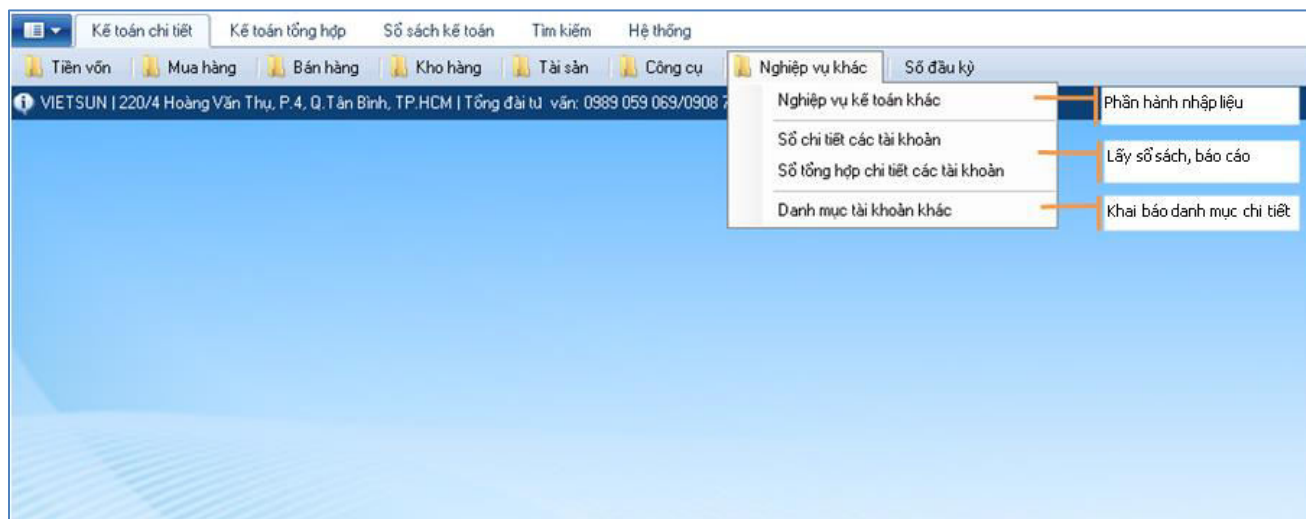 Kế toán chi tiết Kế toán tổng hợp Sổ sách kế toán Tìm kiếm Hệ thống
Tiền vốn Mua hàng Bán hàng Kho hàng Tài sản Công cụ Nghiệp vụ khác Số đầu kỳ
VIETSUN | 220/4 Hoàng Văn Thụ, P.4, Q.Tân Bình, TP.HCM | Tổng đài tư vấn: 0989 059 069/0908 7
Nghiệp vụ kế toán khác
Phần hành nhập liệu
Sổ chi tiết các tài khoản
Lấy sổ sách, báo cáo
Sổ tổng hợp chi tiết các tài khoản
Danh mục tài khoản khác
Khai báo danh mục chi tiết